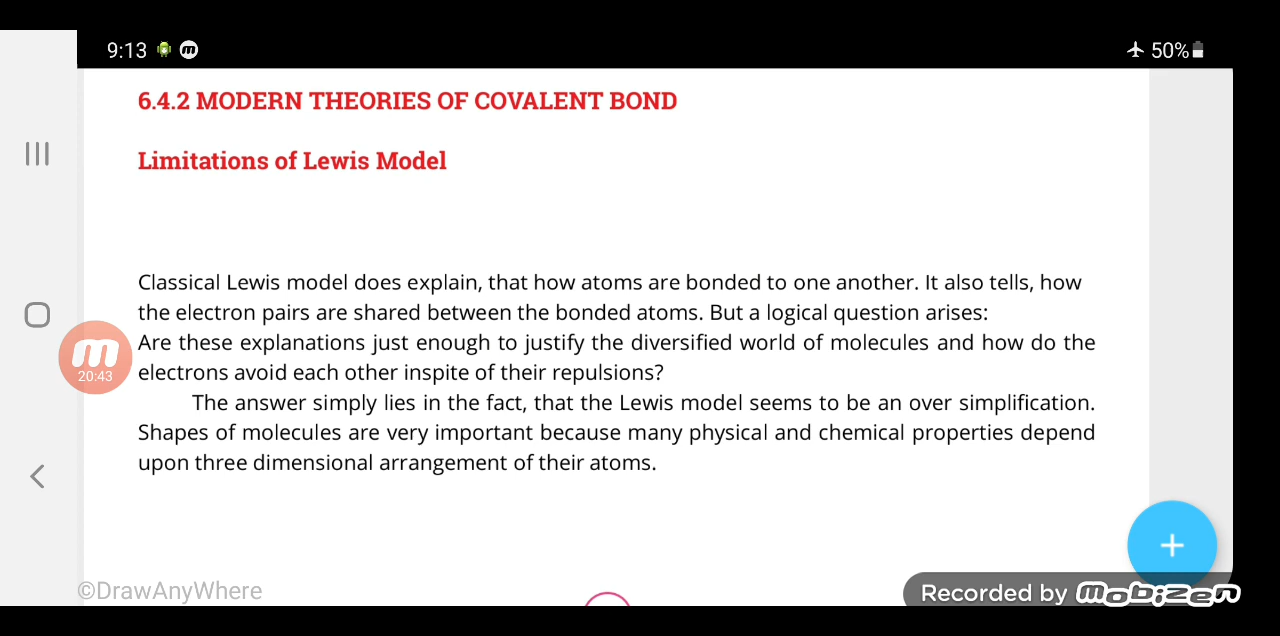 9:13
50%
6.4.2 MODERN THEORIES OF COVALENT BOND
Limitations of Lewis Model
Classical Lewis model does explain, that how atoms are bonded to one another. It also tells, how
the electron pairs are shared between the bonded atoms. But a logical question arises:
Are these explanations just enough to justify the diversified world of molecules and how do the
electrons avoid each other inspite of their repulsions?
The answer simply lies in the fact, that the Lewis model seems to be an over simplification.
Shapes of molecules are very important because many physical and chemical properties depend
upon three dimensional arrangement of their atoms.
m
20:43
+
©DrawAnyWhere
Recorded by mobizen